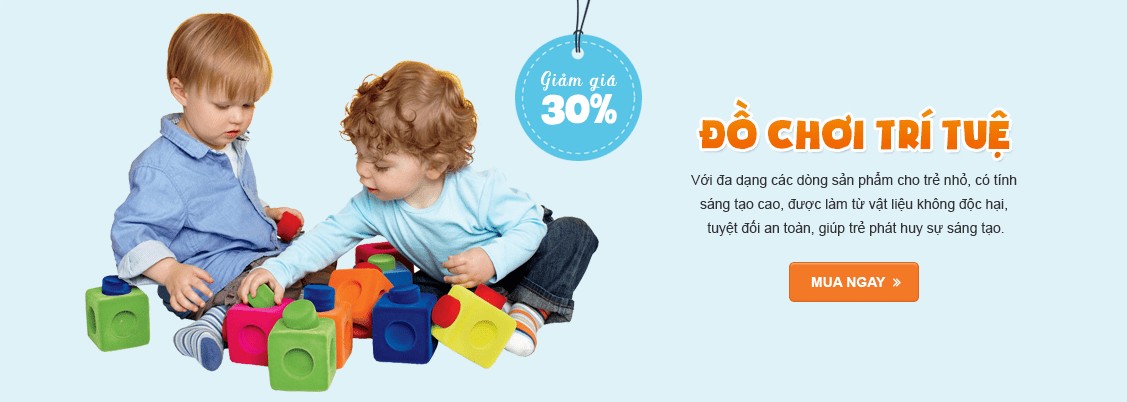 Giảm giá
30%
ĐỒ CHƠI TRÍ TUỆ
Với đa dạng các dòng sản phẩm cho trẻ nhỏ, có tính
sáng tạo cao, được làm từ vật liệu không độc hại,
tuyệt đối an toàn, giúp trẻ phát huy sự sáng tạo.
MUA NGAY »